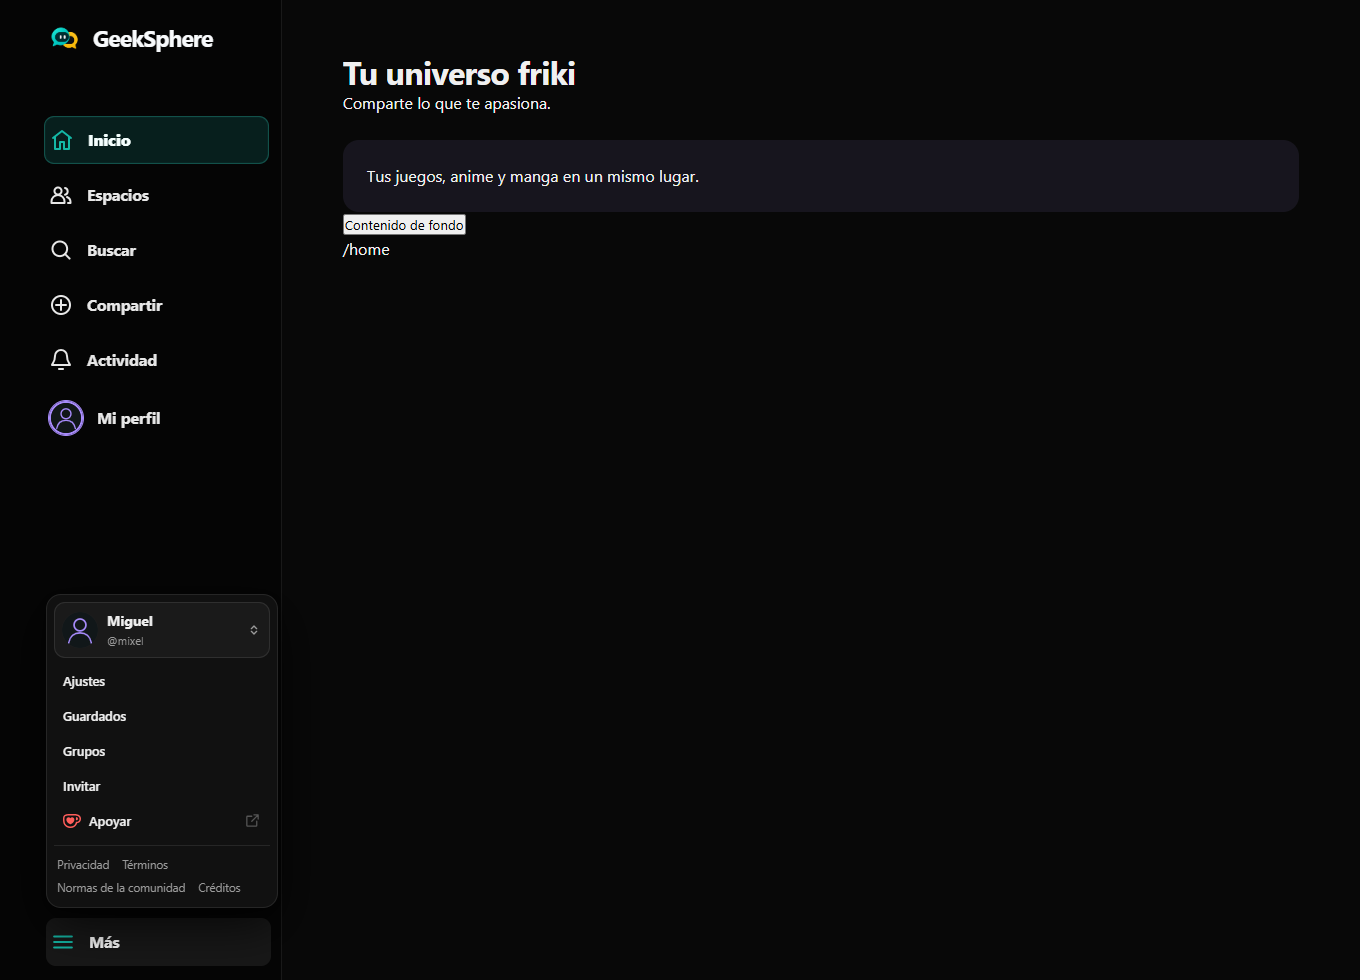 GeekSphere
Inicio
Espacios
Buscar
Compartir
Actividad
Mi perfil
Miguel
@mixel
Ajustes
Guardados
Grupos
Invitar
Apoyar
Privacidad Términos
Normas de la comunidad Créditos
Más
Tu universo friki
Comparte lo que te apasiona.
Tus juegos, anime y manga en un mismo lugar.
Contenido de fondo
/home